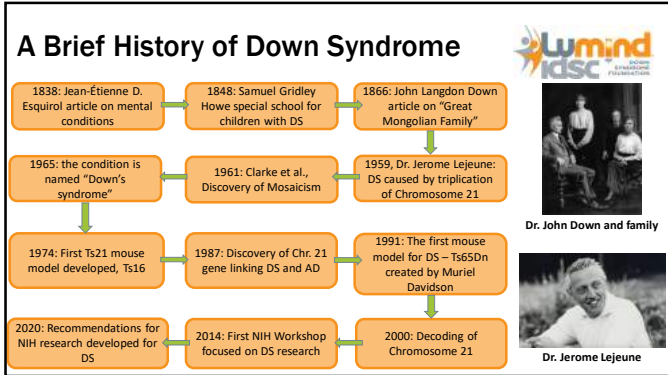 A Brief History of Down Syndrome
LuMind
IDSC
DOWN
SYNDROME
FOUNDATION
1838: Jean-Étienne D.
Esquirol article on mental
conditions
1848: Samuel Gridley
Howe special school for
children with DS
1866: John Langdon Down
article on “Great
Mongolian Family”
1965: the condition is
named “Down’s
syndrome”
1961: Clarke et al.,
Discovery of Mosaicism
1959, Dr. Jerome Lejeune:
DS caused by triplication
of Chromosome 21
Dr. John Down and family
1974: First Ts21 mouse
model developed, Ts16
1987: Discovery of Chr. 21
gene linking DS and AD
1991: The first mouse
model for DS – Ts65Dn
created by Muriel
Davidson
2020: Recommendations for
NIH research developed for
DS
2014: First NIH Workshop
focused on DS research
2000: Decoding of
Chromosome 21
Dr. Jerome Lejeune